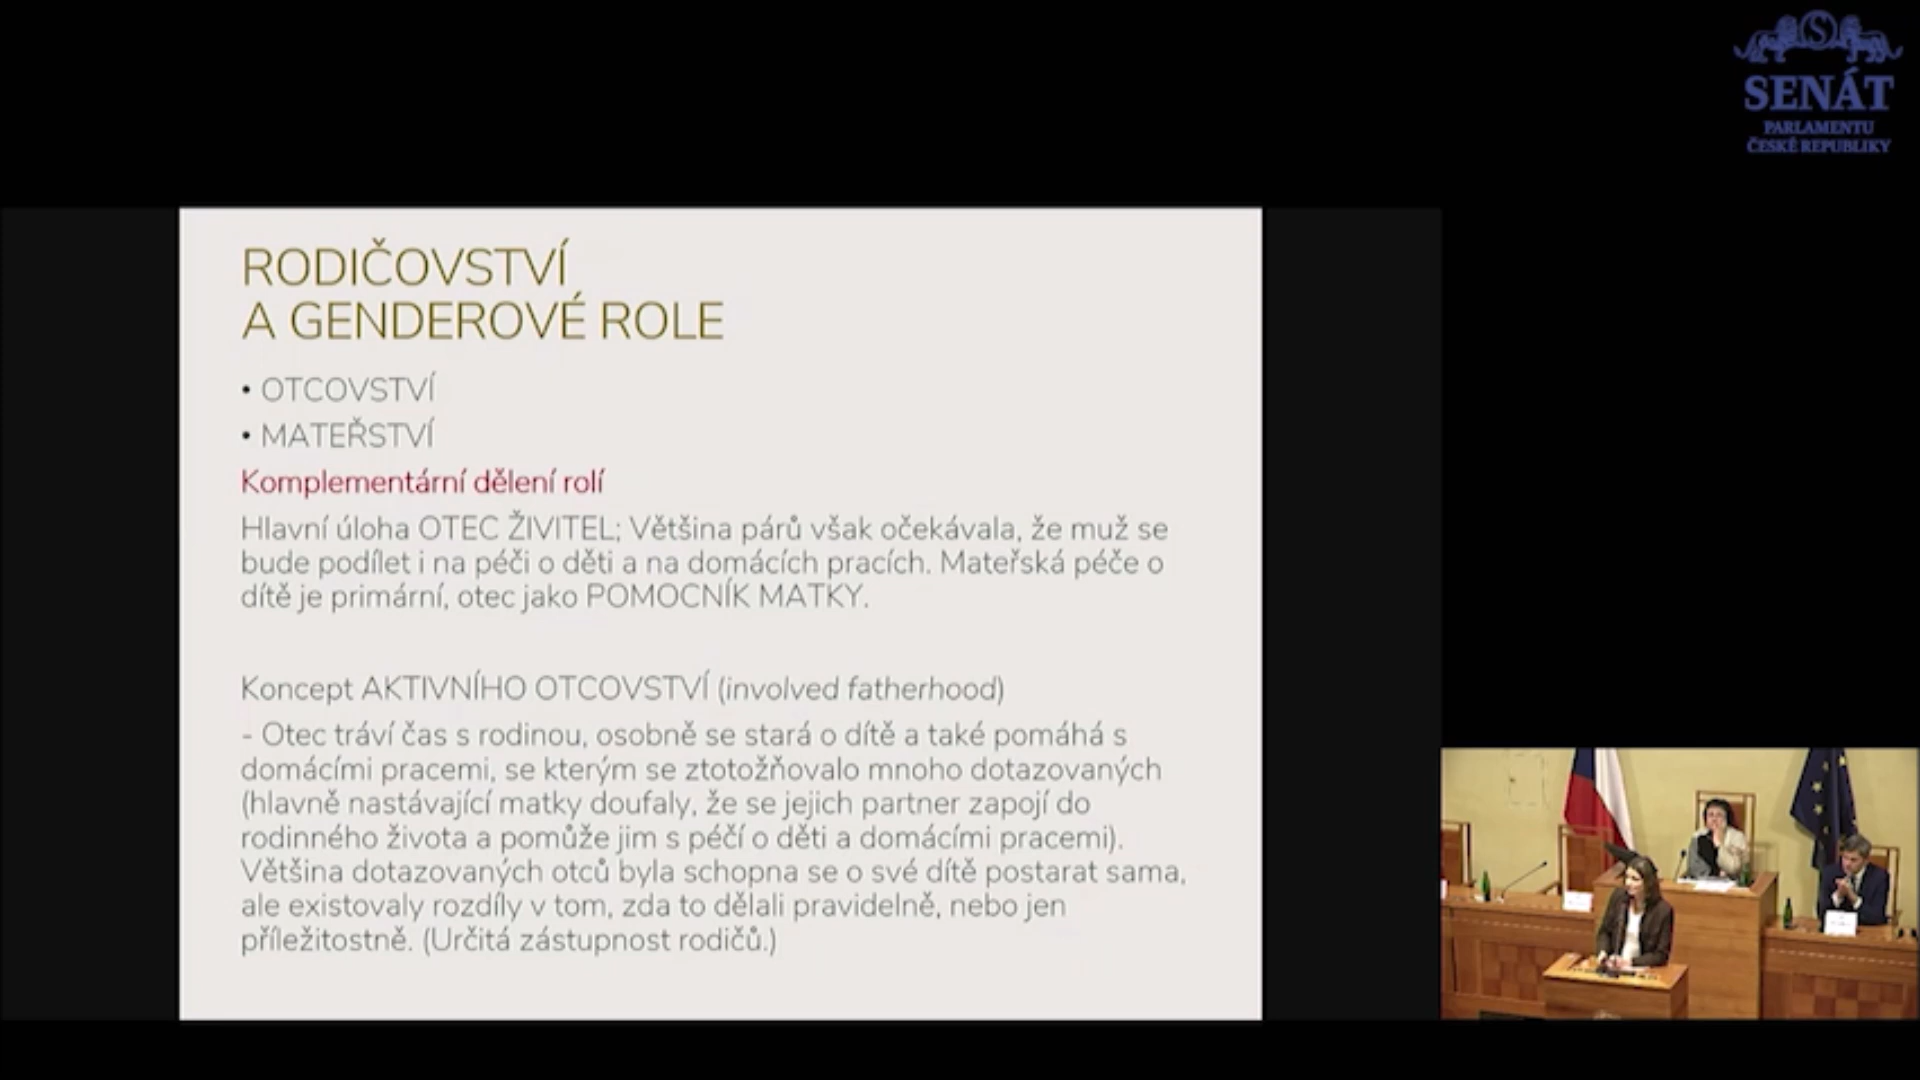 SENÁT
PARLAMENTU
ČESKÉ REPUBLIKY
RODIČOVSTVÍ
A GENDEROVÉ ROLE
• OTCOVSTVÍ
• MATEŘSTVÍ
Komplementární dělení rolí
Hlavní úloha OTEC ŽIVITEL; Většina párů však očekávala, že muž se
bude podílet i na péči o děti a na domácích pracích. Mateřská péče o
dítě je primární, otec jako POMOCNÍK MATKY.
Koncept AKTIVNÍHO OTCOVSTVÍ (involved fatherhood)
- Otec tráví čas s rodinou, osobně se stará o dítě a také pomáhá s
domácími pracemi, se kterým se ztotožňovalo mnoho dotazovaných
(hlavně nastávající matky doufaly, že se jejich partner zapojí do
rodinného života a pomůže jim s péčí o děti a domácími pracemi).
Většina dotazovaných otců byla schopna se o své dítě postarat sama,
ale existovaly rozdíly v tom, zda to dělali pravidelně, nebo jen
příležitostně. (Určitá zástupnost rodičů.)